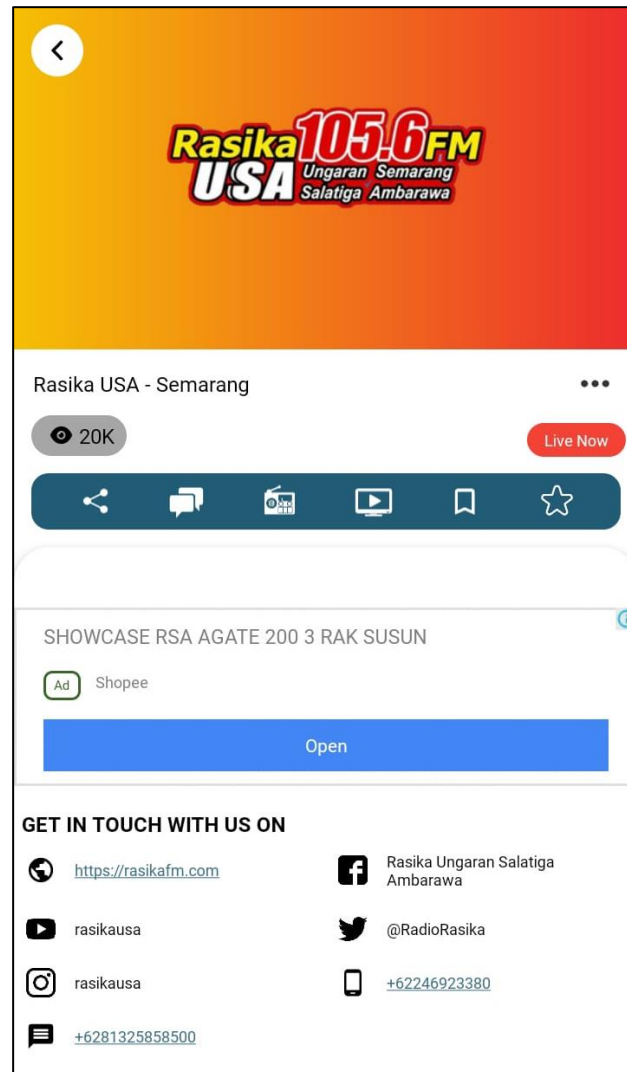 Rasika 105.6 FM
USA Ungaran Semarang
Salatiga Ambarawa
Rasika USA - Semarang
20K
Live Now
SHOWCASE RSA AGATE 200 3 RAK SUSUN
Ad Shopee
Open
GET IN TOUCH WITH US ON
https://rasikafm.com
Rasika Ungaran Salatiga
Ambarawa
rasikausa
@RadioRasika
rasikausa
+62246923380
+6281325858500